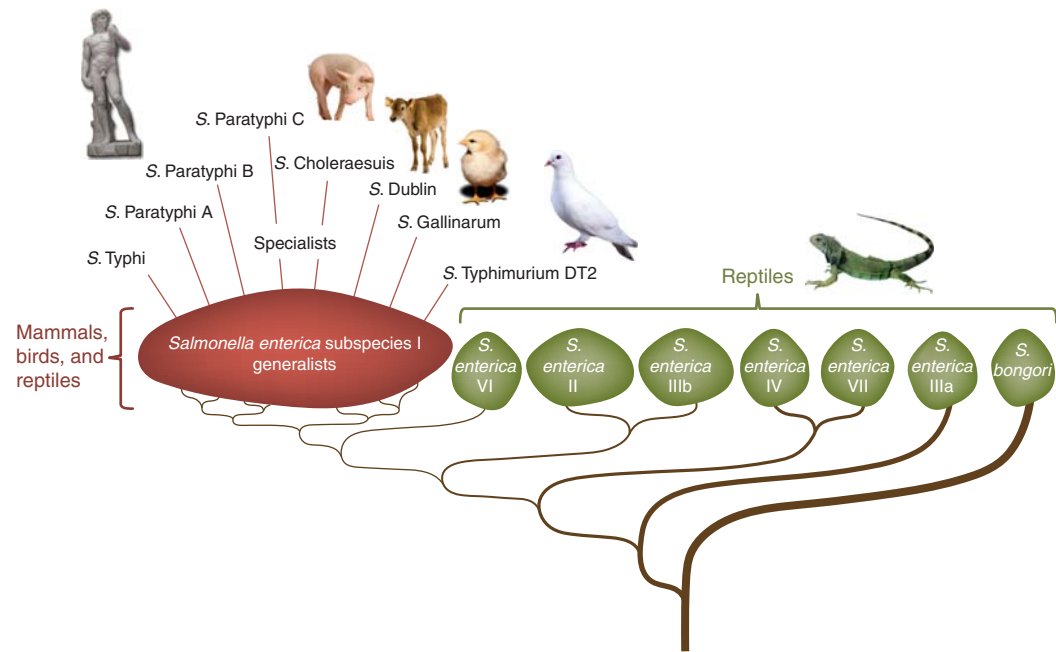 S. Paratyphi C
S. Choleraesuis
S. Paratyphi B
S. Dublin
S. Paratyphi A
S. Gallinarum
Specialists
S. Typhi
S. Typhimurium DT2
Reptiles
Mammals,
birds, and
reptiles
Salmonella enterica subspecies I
generalists
S.
enterica
VI
S.
enterica
II
S.
enterica
IIIb
S.
enterica
IV
S.
enterica
VII
S.
enterica
IIIa
S.
bongori